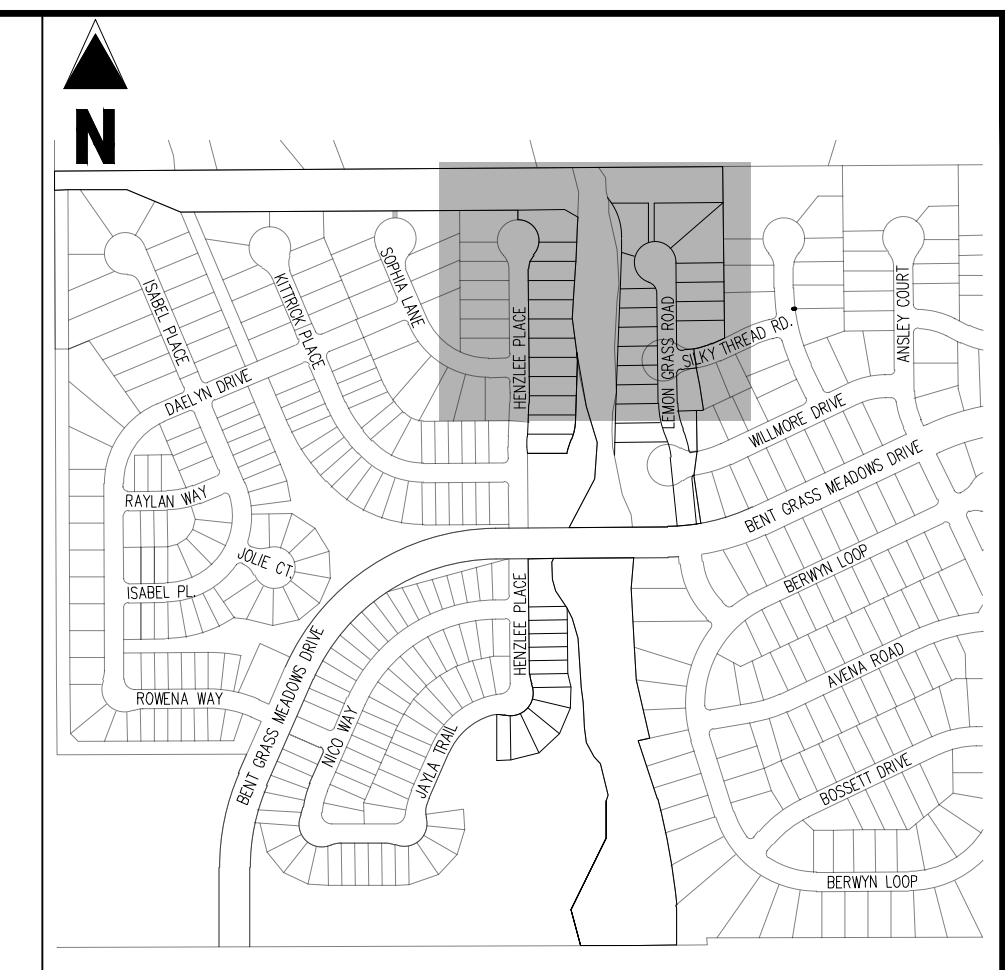 N
ISABEL PLACE
KITTRICK PLACE
SOPHIA LANE
HENZLEE PLACE
LEMON GRASS ROAD
SILKY THREAD RD.
ANSLEY COURT
DAELYN DRIVE
WILLMORE DRIVE
BENT GRASS MEADOWS DRIVE
RAYLAN WAY
JOLIE CT.
BERWYN LOOP
ISABEL PL.
HENZLEE PLACE
AVENA ROAD
ROWENA WAY
BENT GRASS MEADOWS DRIVE
NICO WAY
JAYLA TRAIL
BOSSETT DRIVE
BERWYN LOOP